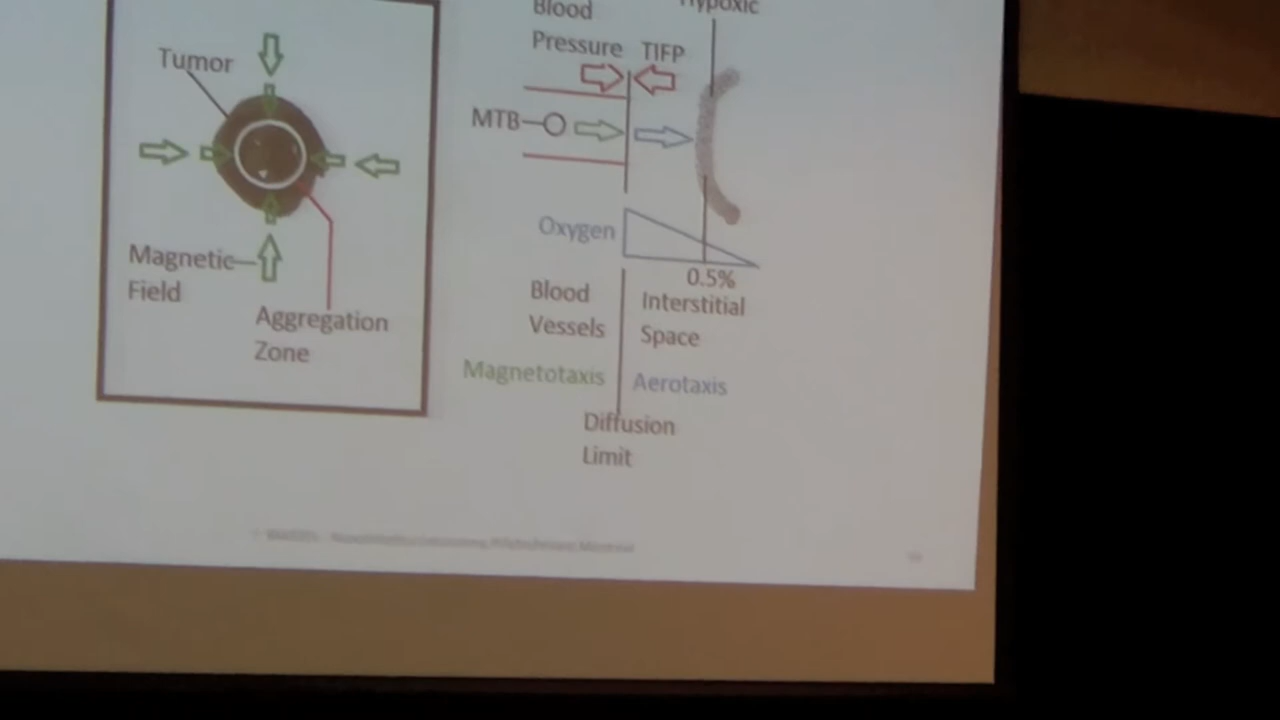 Tumor
Magnetic
Field
Aggregation
Zone
Blood
Pressure
TIFP
Hypoxic
MTB
Oxygen
0.5%
Blood
Vessels
Interstitial
Space
Magnetotaxis
Aerotaxis
Diffusion
Limit